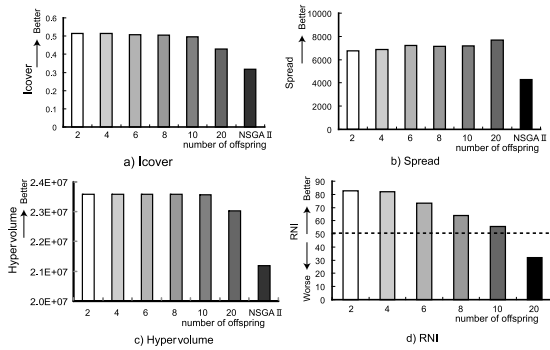 Better
Icover
0.6
0.5
0.4
0.3
0.2
0.1
0
2 4 6 8 10 20 NSGA II
number of offspring
a) Icover
Better
Spread
10000
8000
6000
4000
2000
0
2 4 6 8 10 20 NSGA II
number of offspring
b) Spread
Better
Hypervolume
2.4E+07
2.3E+07
2.2E+07
2.1E+07
2.0E+07
2 4 6 8 10 20 NSGA II
number of offspring
c) Hypervolume
Better
RNI
Worse
90
80
70
60
50
40
30
20
10
0
2 4 6 8 10 20
number of offspring
d) RNI